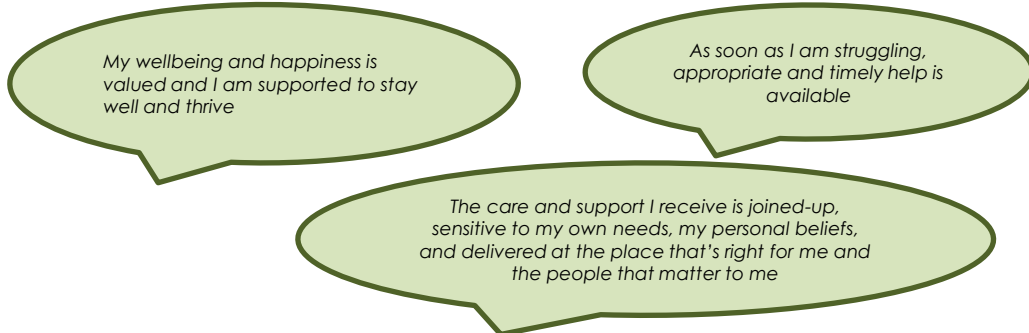 My wellbeing and happiness is
valued and I am supported to stay
well and thrive
As soon as I am struggling,
appropriate and timely help is
available
The care and support I receive is joined-up,
sensitive to my own needs, my personal beliefs,
and delivered at the place that's right for me and
the people that matter to me